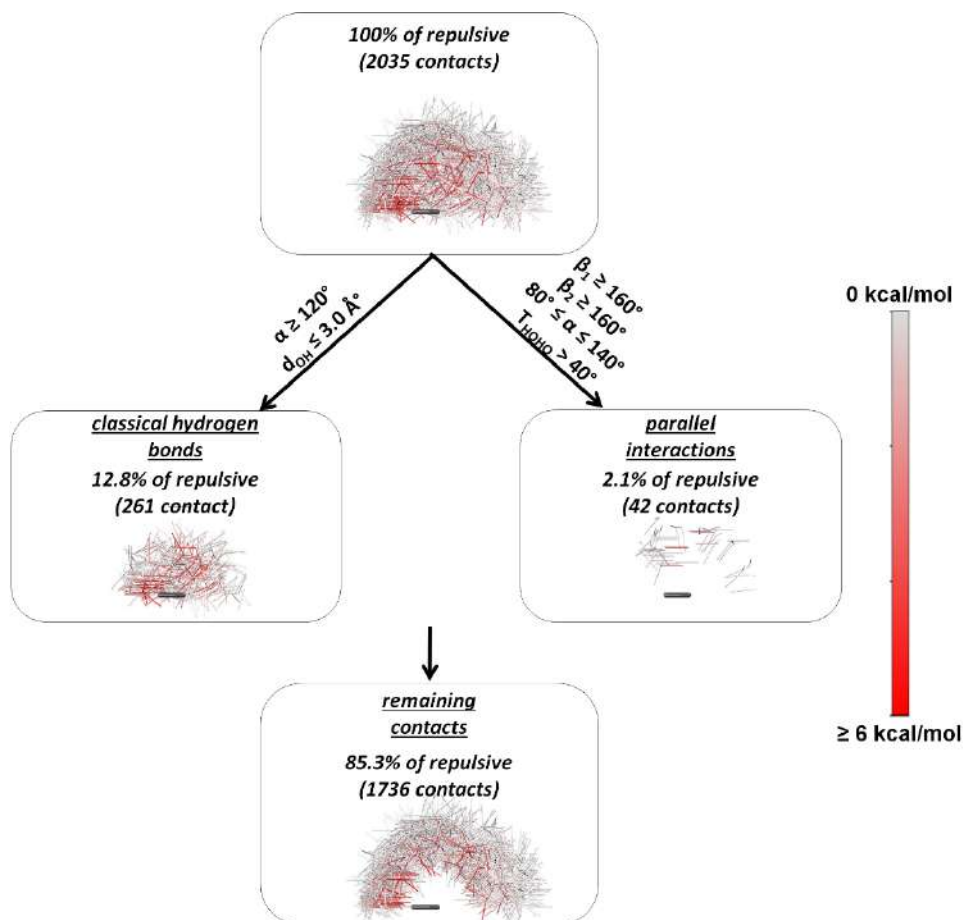 100% of repulsive
(2035 contacts)
α ≥ 120°
d_OH ≤ 3.0 Å°
β₁ ≥ 160°
β₂ ≥ 160°
80° ≤ α ≤ 140°
T_HOHO > 40°
0 kcal/mol
classical hydrogen
bonds
12.8% of repulsive
(261 contact)
parallel
interactions
2.1% of repulsive
(42 contacts)
≥ 6 kcal/mol
remaining
contacts
85.3% of repulsive
(1736 contacts)